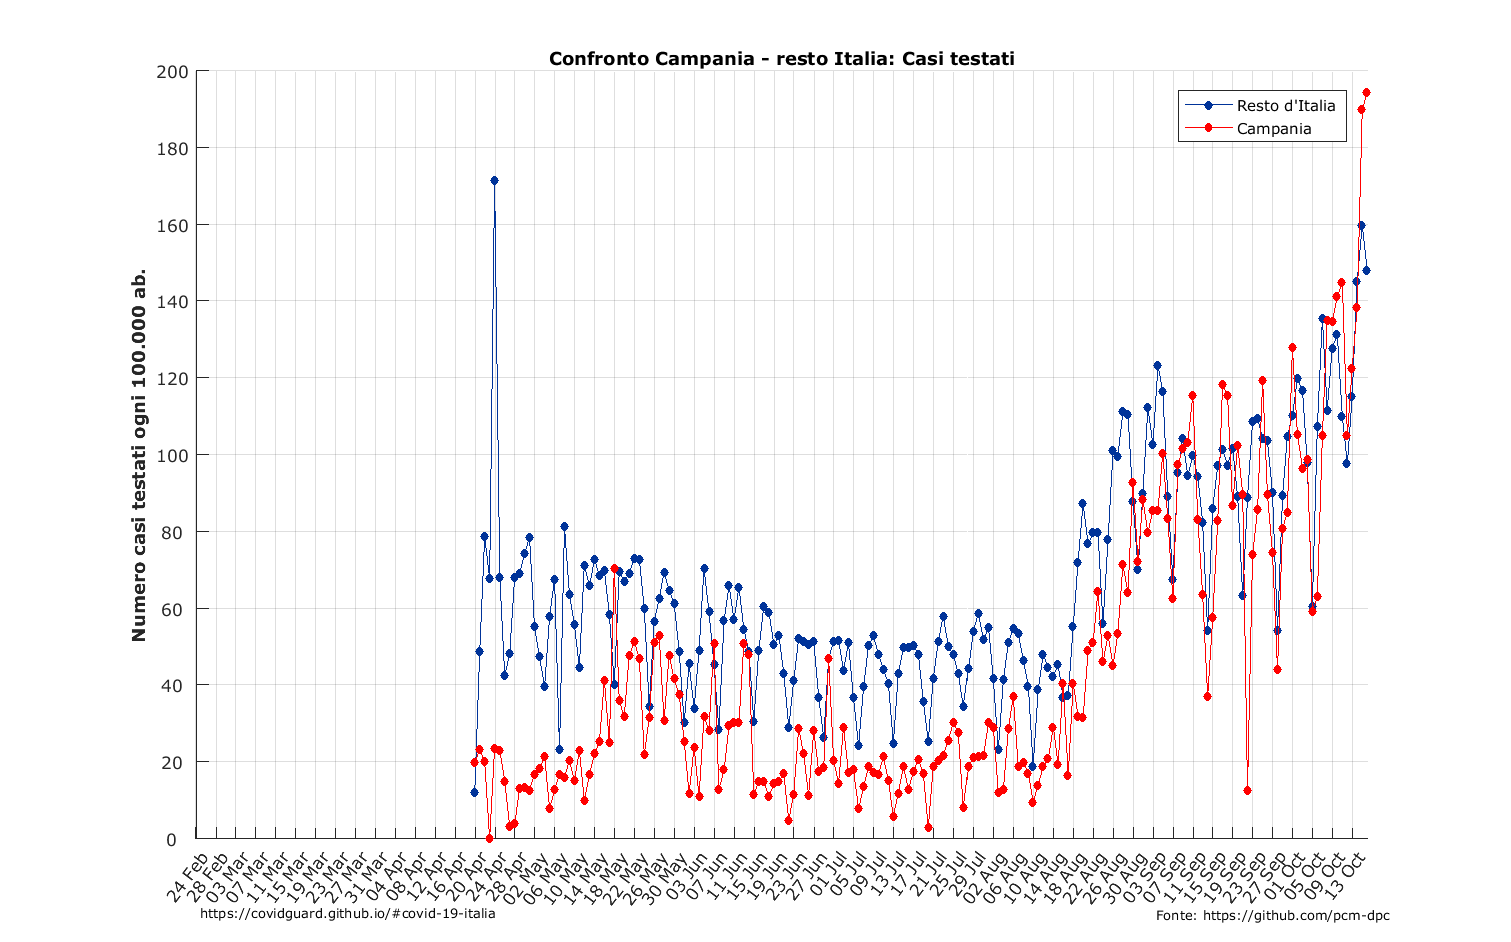 Confronto Campania - resto Italia: Casi testati
Resto d'Italia
Campania
Numero casi testati ogni 100.000 ab.
200
180
160
140
120
100
80
60
40
20
0
24 Feb
28 Feb
03 Mar
07 Mar
11 Mar
15 Mar
19 Mar
23 Mar
27 Mar
31 Mar
04 Apr
08 Apr
12 Apr
16 Apr
20 Apr
24 Apr
28 Apr
02 May
06 May
10 May
14 May
18 May
22 May
26 May
30 May
03 Jun
07 Jun
11 Jun
15 Jun
19 Jun
23 Jun
27 Jun
01 Jul
05 Jul
09 Jul
13 Jul
17 Jul
21 Jul
25 Jul
29 Jul
02 Aug
06 Aug
10 Aug
14 Aug
18 Aug
22 Aug
26 Aug
30 Aug
03 Sep
07 Sep
11 Sep
15 Sep
19 Sep
23 Sep
27 Sep
01 Oct
05 Oct
09 Oct
13 Oct
https://covidguard.github.io/#covid-19-italia
Fonte: https://github.com/pcm-dpc